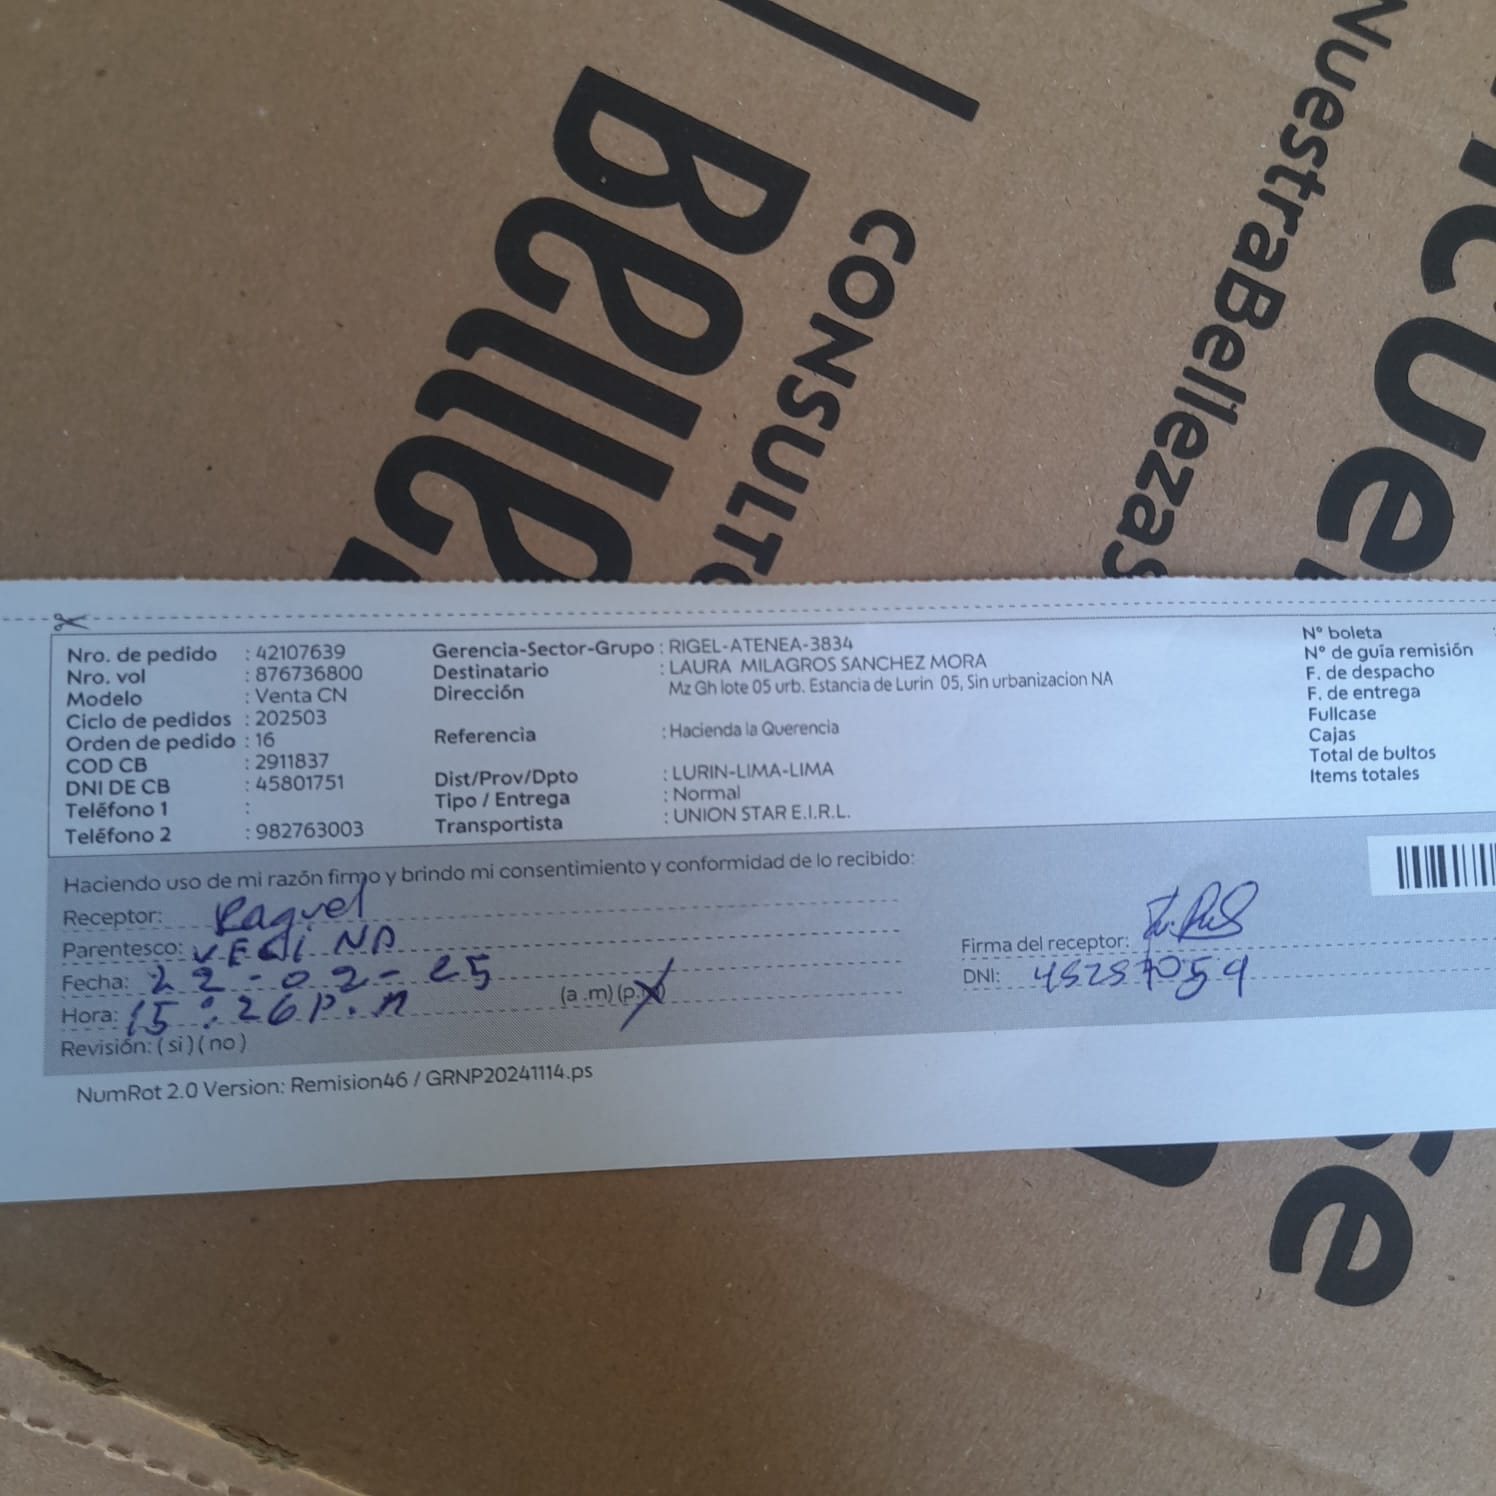 Belle
CONSULTO
NuestraBellezas
Nro. de pedido : 42107639
Nro. vol : 876736800
Modelo : Venta CN
Ciclo de pedidos : 202503
Orden de pedido : 16
COD CB : 2911837
DNI DE CB : 45801751
Teléfono 1 :
Teléfono 2 : 982763003
Gerencia-Sector-Grupo : RIGEL-ATENEA-3834
Destinatario : LAURA MILAGROS SANCHEZ MORA
Dirección Mz Gh lote 05 urb. Estancia de Lurin 05, Sin urbanizacion NA
Referencia : Hacienda la Querencia
Dist/Prov/Dpto : LURIN-LIMA-LIMA
Tipo / Entrega : Normal
Transportista : UNION STAR E.I.R.L.
N° boleta
N° de guía remisión
F. de despacho
F. de entrega
Fullcase
Cajas
Total de bultos
Items totales
Haciendo uso de mi razón firmo y brindo mi consentimiento y conformidad de lo recibido:
Receptor: Raquel
Parentesco: VECINA
Fecha: 22-02-25
Hora: 15:26 p.m (a.m) (p.m)
Revisión: ( si ) ( no )
Firma del receptor:
DNI:
NumRot 2.0 Version: Remision46 / GRNP20241114.ps